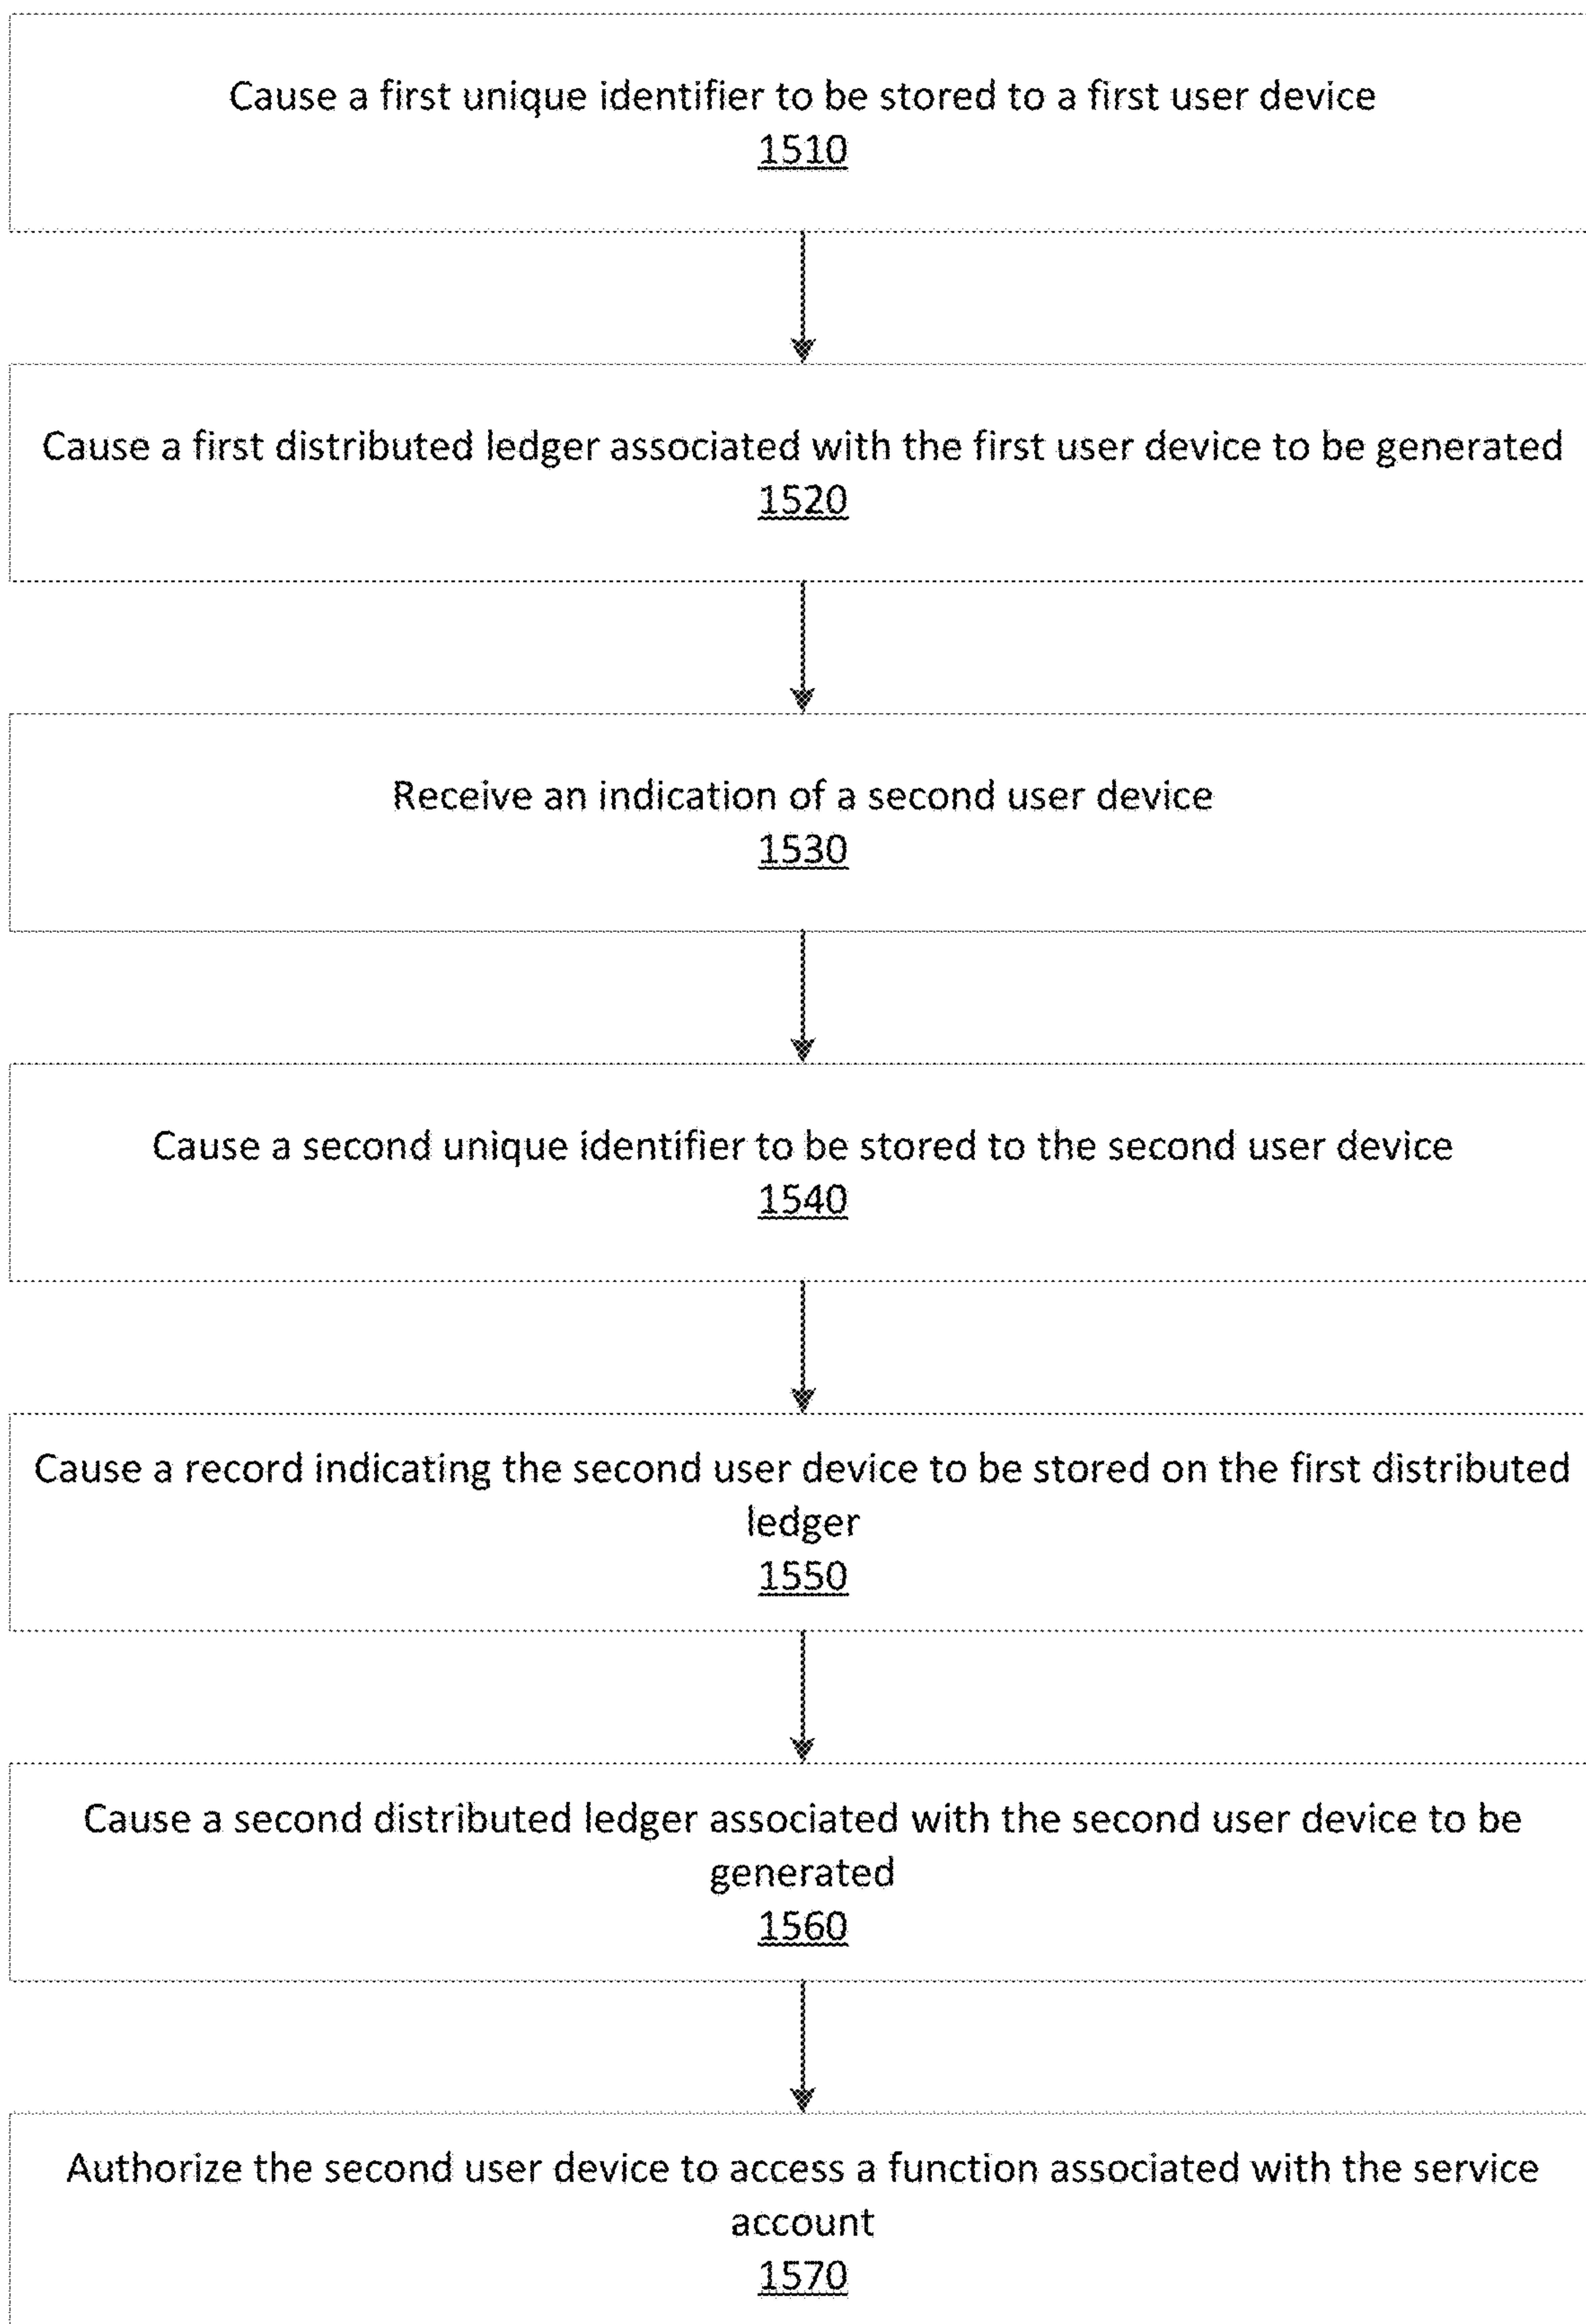 Cause a first unique identifier to be stored to a first user device
1510
Cause a first distributed ledger associated with the first user device to be generated
1520
Receive an indication of a second user device
1530
Cause a second unique identifier to be stored to the second user device
1540
Cause a record indicating the second user device to be stored on the first distributed
ledger
1550
Cause a second distributed ledger associated with the second user device to be
generated
1560
Authorize the second user device to access a function associated with the service
account
1570